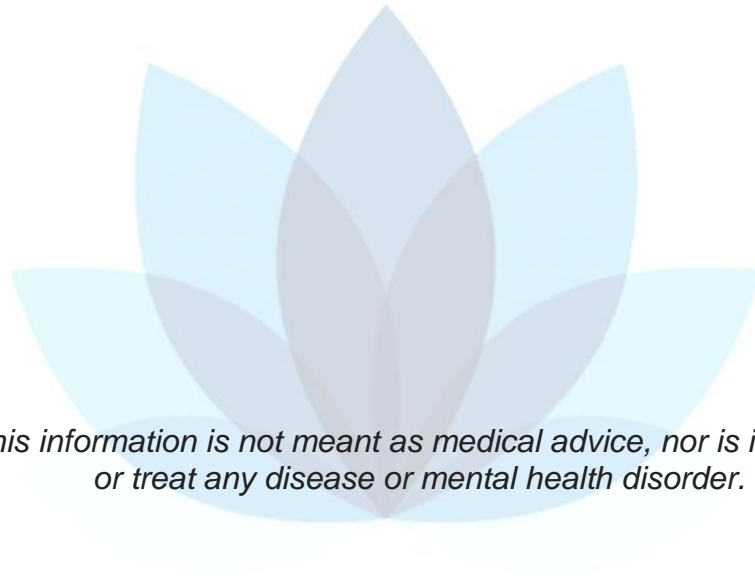 his information is not meant as medical advice, nor is i
or treat any disease or mental health disorder.